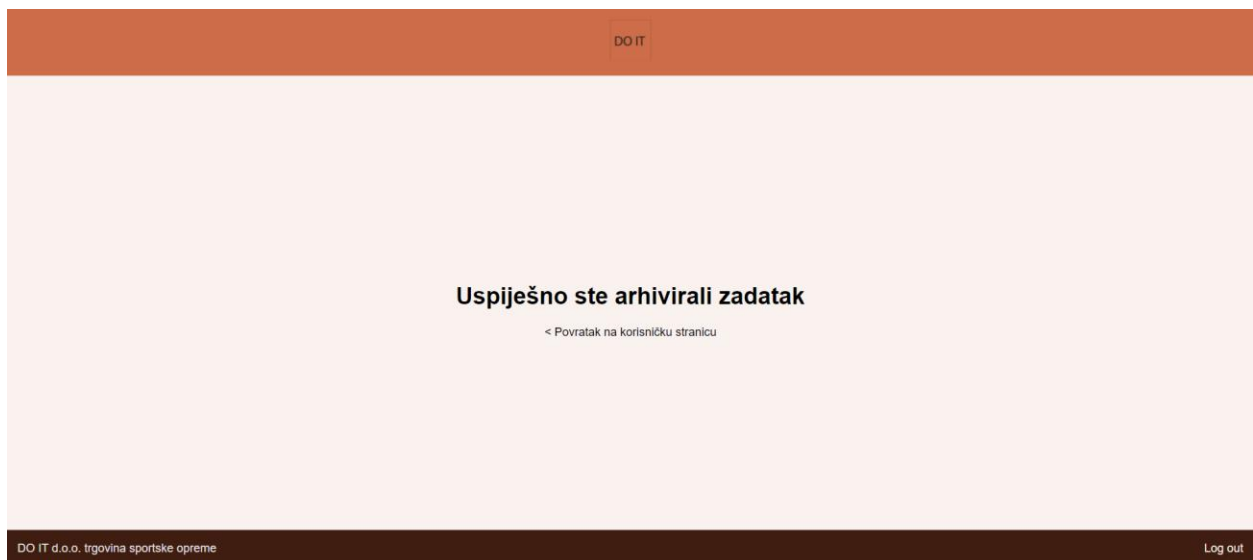 DO IT
Uspiješno ste arhivirali zadatak
< Povratak na korisničku stranicu
DO IT d.o.o. trgovina sportske opreme
Log out